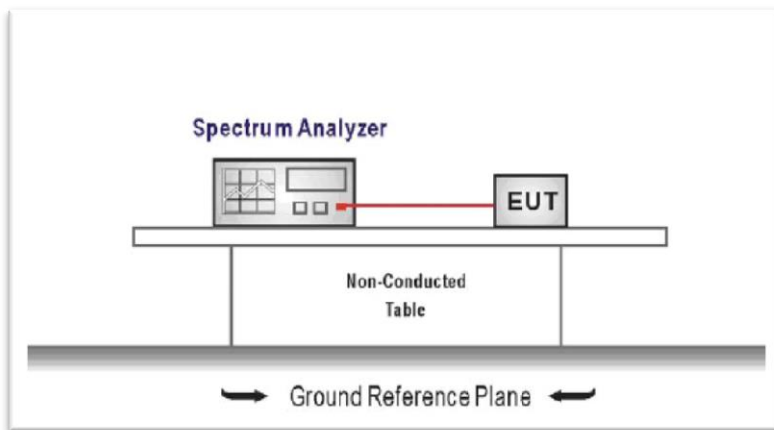 Spectrum Analyzer
EUT
Non-Conducted
Table
Ground Reference Plane